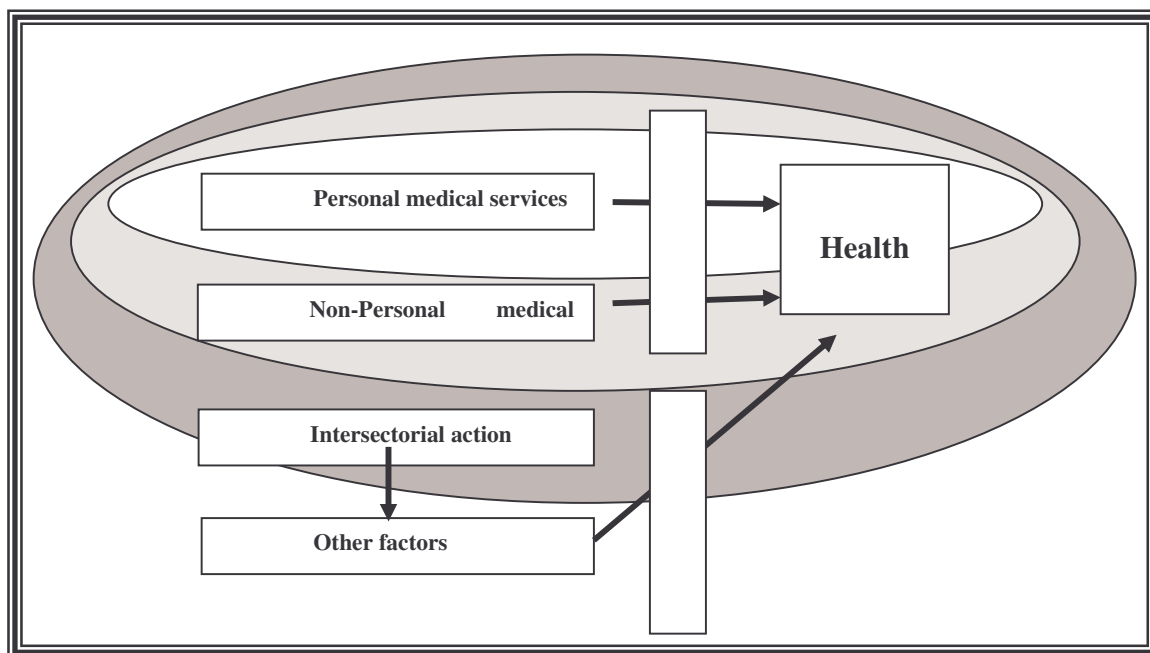 Personal medical services
Health
Non-Personal medical
Intersectorial action
Other factors